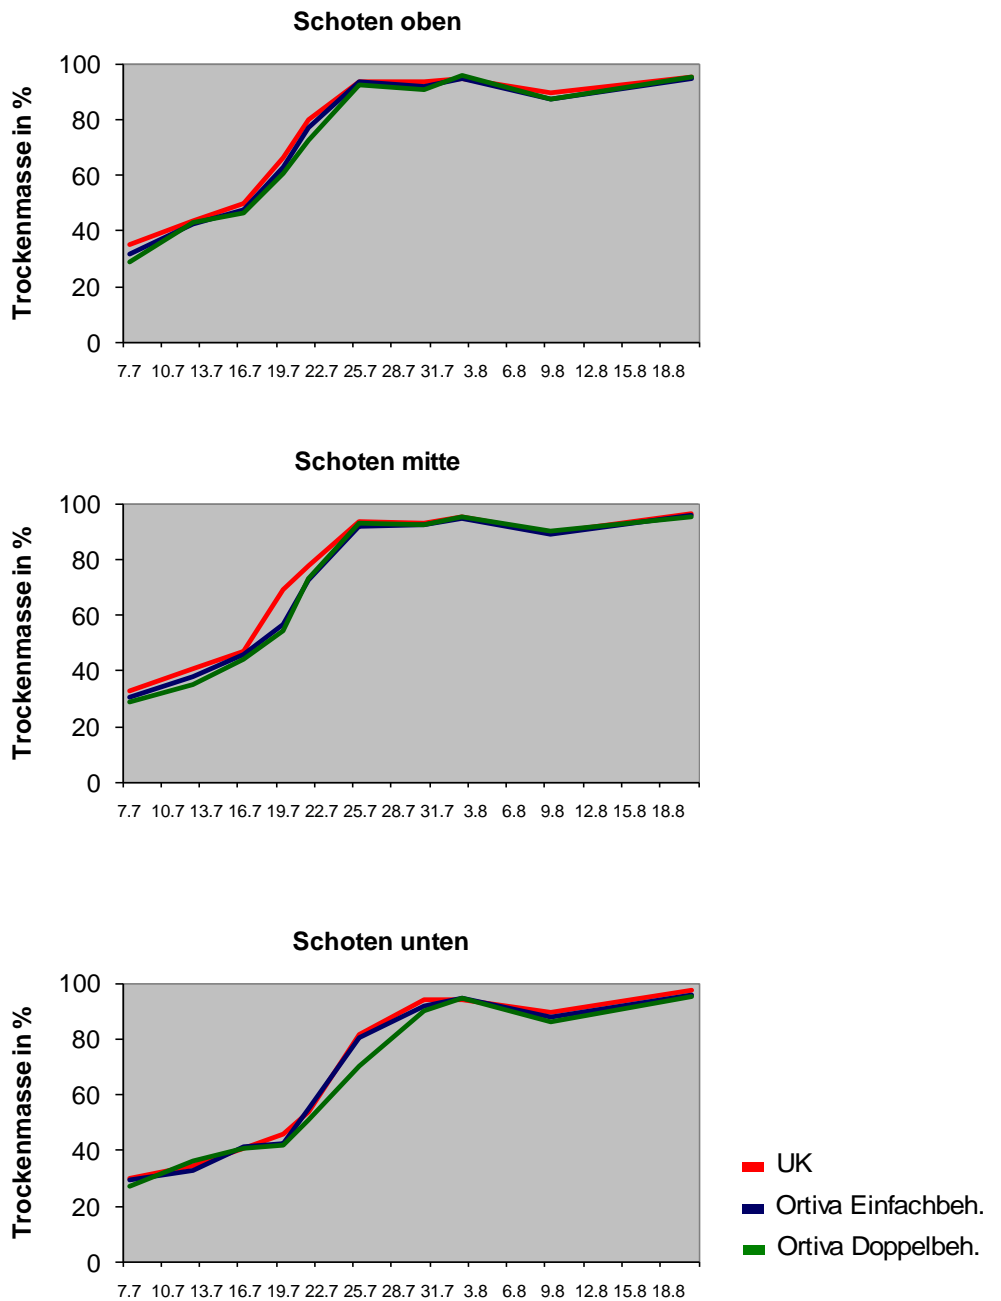 Schoten oben
Trockenmasse in %
100
80
60
40
20
0
7.7 10.7 13.7 16.7 19.7 22.7 25.7 28.7 31.7 3.8 6.8 9.8 12.8 15.8 18.8
Schoten mitte
Trockenmasse in %
100
80
60
40
20
0
7.7 10.7 13.7 16.7 19.7 22.7 25.7 28.7 31.7 3.8 6.8 9.8 12.8 15.8 18.8
Schoten unten
Trockenmasse in %
100
80
60
40
20
0
7.7 10.7 13.7 16.7 19.7 22.7 25.7 28.7 31.7 3.8 6.8 9.8 12.8 15.8 18.8
UK
Ortiva Einfachbeh.
Ortiva Doppelbeh.